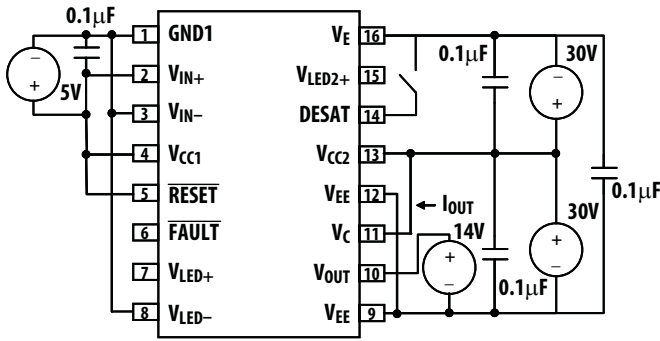 0.1μF
5V
1 GND1
2 VIN+
3 VIN-
4 VCC1
5 RESET
6 FAULT
7 VLED+
8 VLED-
VE 16
VLED2+ 15
DESAT 14
VCC2 13
VEE 12
VC 11
VOUT 10
VEE 9
0.1μF
30V
IOUT
14V
0.1μF
30V
0.1μF